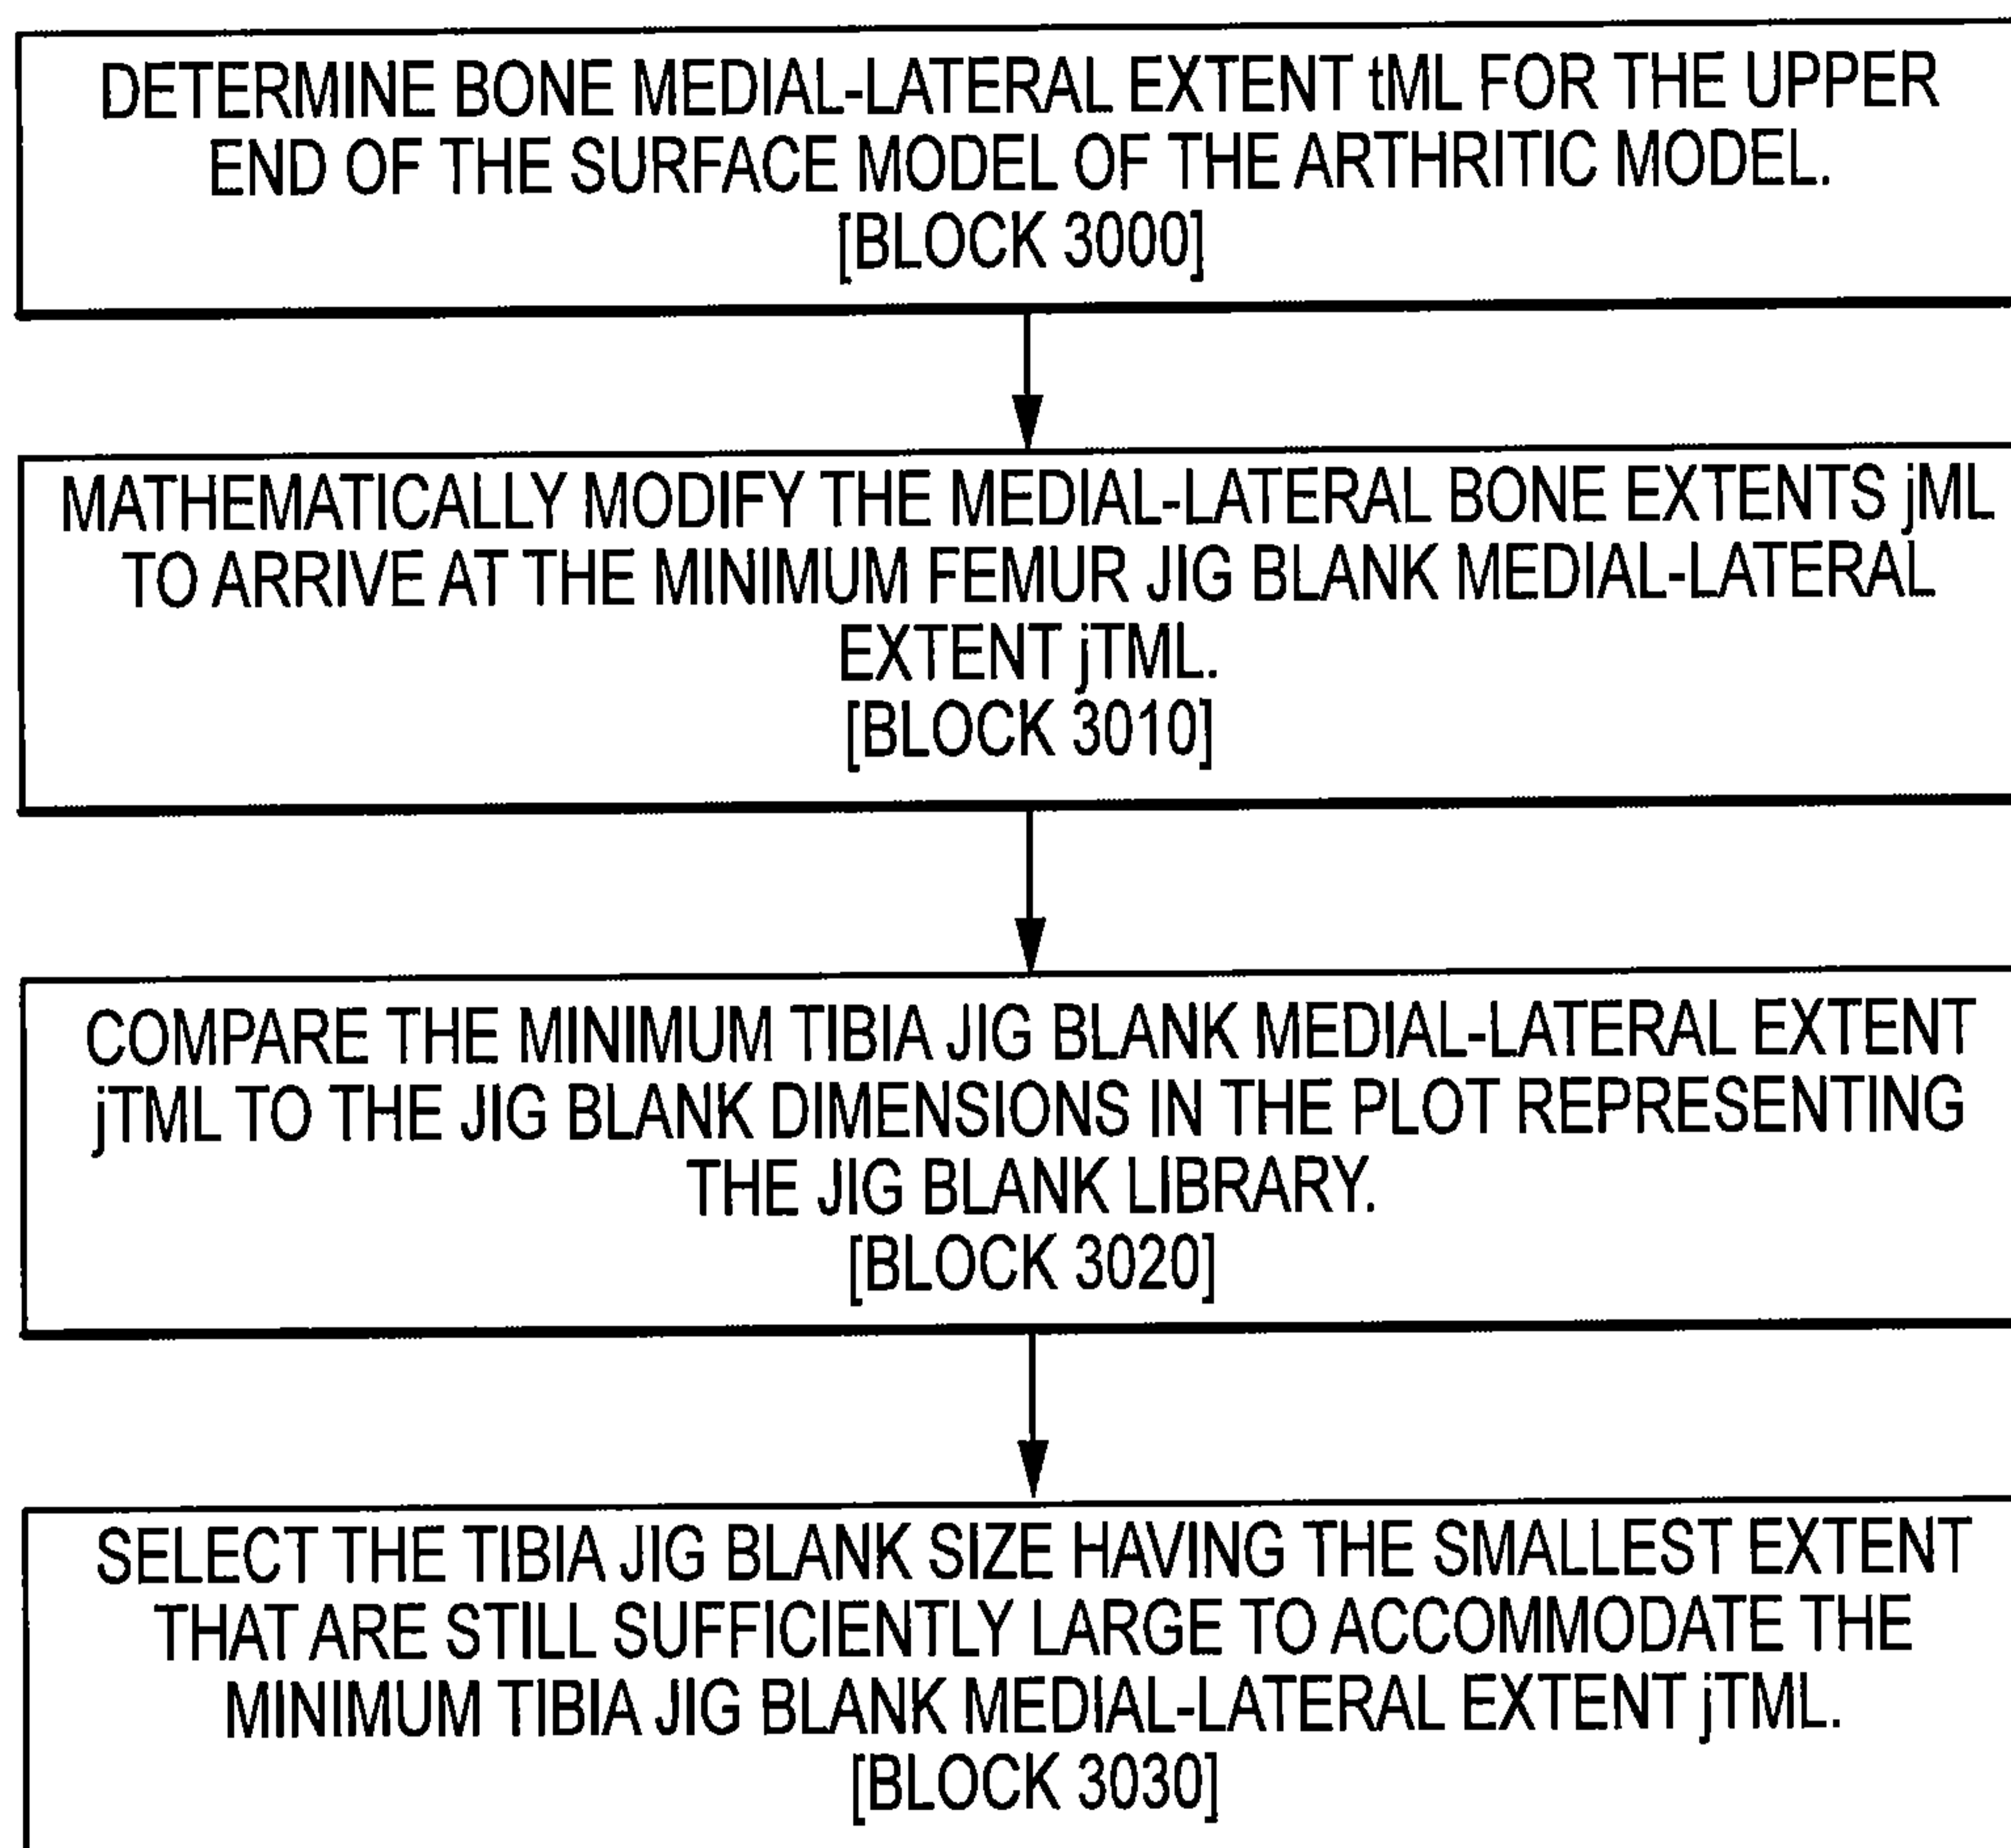 DETERMINE BONE MEDIAL-LATERAL EXTENT tML FOR THE UPPER
END OF THE SURFACE MODEL OF THE ARTHRITIC MODEL.
[BLOCK 3000]
MATHEMATICALLY MODIFY THE MEDIAL-LATERAL BONE EXTENTS jML
TO ARRIVE AT THE MINIMUM FEMUR JIG BLANK MEDIAL-LATERAL
EXTENT jTML.
[BLOCK 3010]
COMPARE THE MINIMUM TIBIA JIG BLANK MEDIAL-LATERAL EXTENT
jTML TO THE JIG BLANK DIMENSIONS IN THE PLOT REPRESENTING
THE JIG BLANK LIBRARY.
[BLOCK 3020]
SELECT THE TIBIA JIG BLANK SIZE HAVING THE SMALLEST EXTENT
THAT ARE STILL SUFFICIENTLY LARGE TO ACCOMMODATE THE
MINIMUM TIBIA JIG BLANK MEDIAL-LATERAL EXTENT jTML.
[BLOCK 3030]